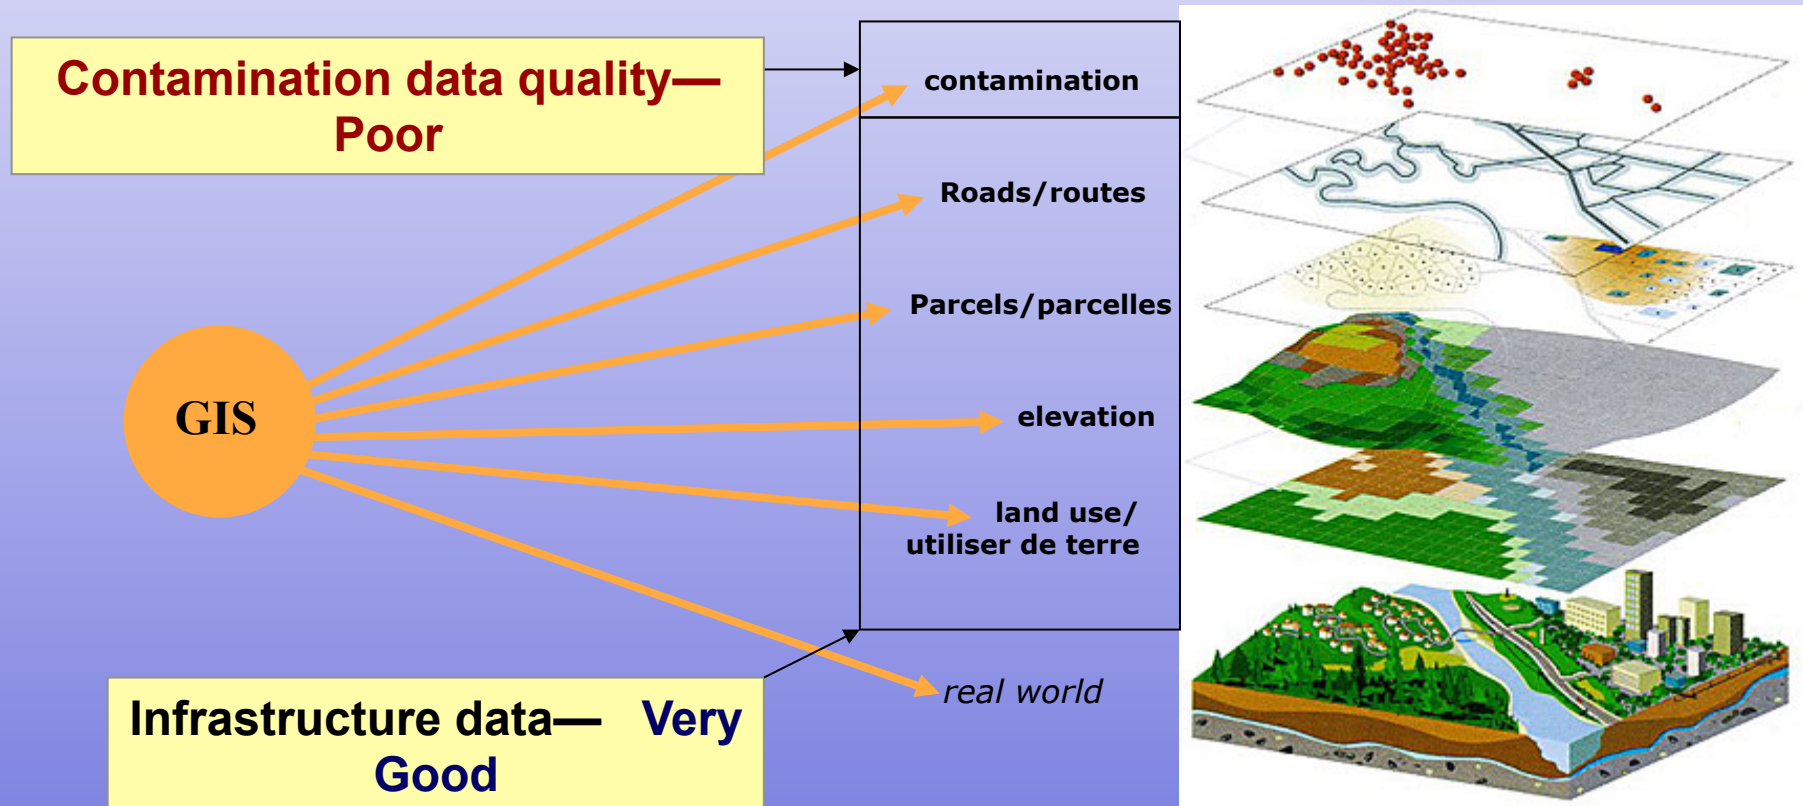 Contamination data quality—
Poor
contamination
Roads/routes
Parcels/parcelles
GIS
elevation
land use/
utiliser de terre
real world
Infrastructure data— Very
Good